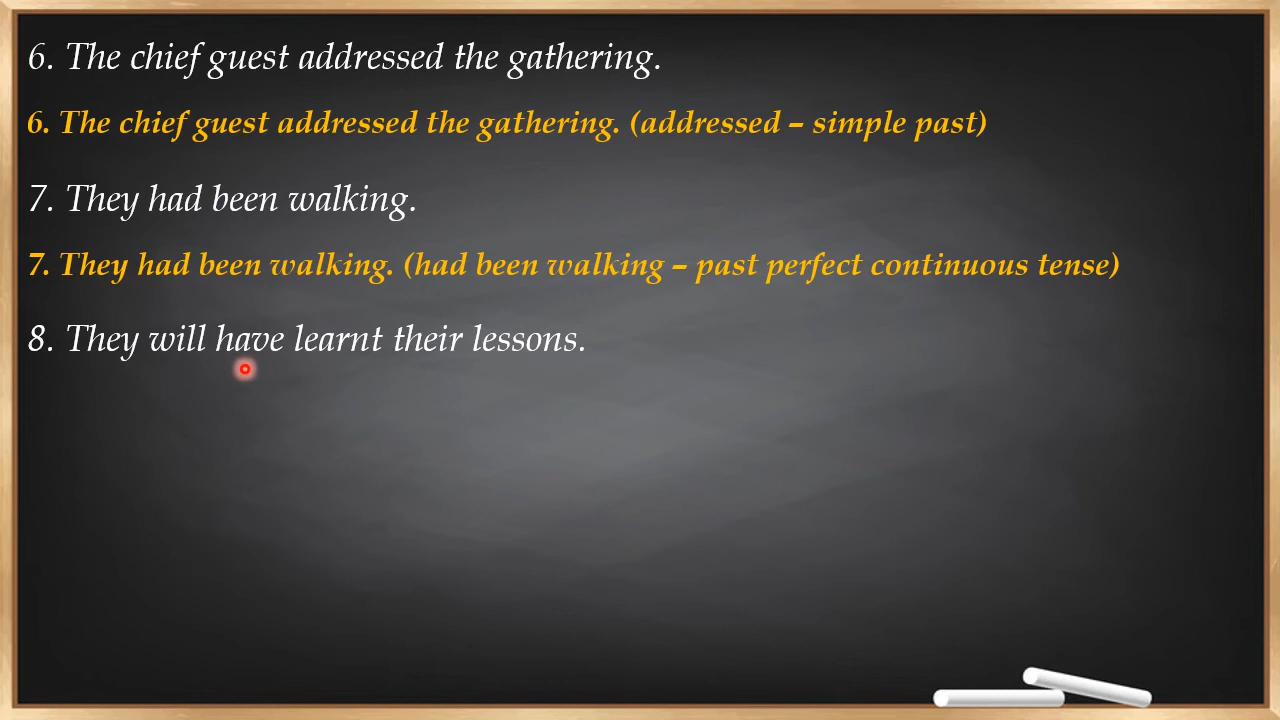 6. The chief guest addressed the gathering.
6. The chief guest addressed the gathering. (addressed – simple past)
7. They had been walking.
7. They had been walking. (had been walking – past perfect continuous tense)
8. They will have learnt their lessons.